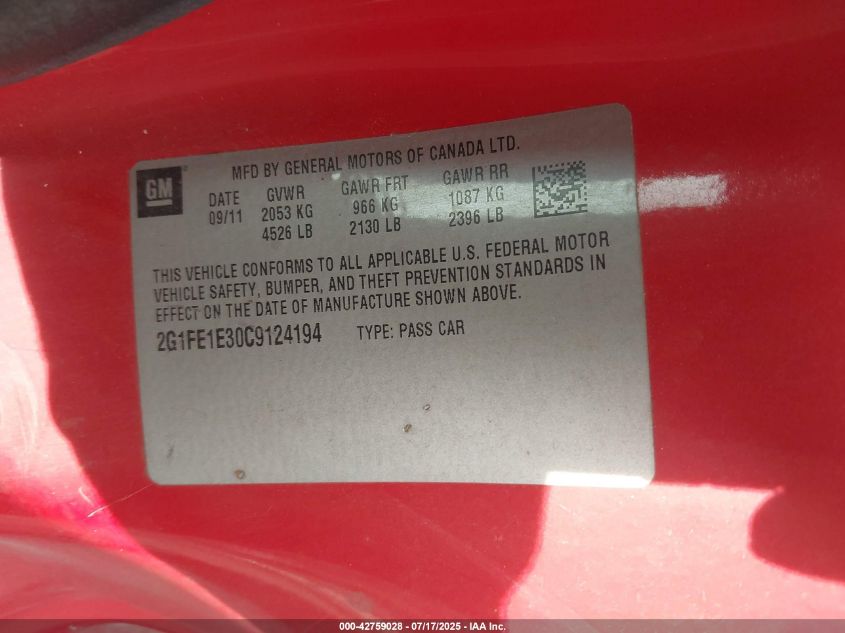 MFD BY GENERAL MOTORS OF CANADA LTD.
GM
DATE GVWR GAWR FRT GAWR RR
09/11 2053 KG 966 KG 1087 KG
4526 LB 2130 LB 2396 LB
THIS VEHICLE CONFORMS TO ALL APPLICABLE U.S. FEDERAL MOTOR
VEHICLE SAFETY, BUMPER, AND THEFT PREVENTION STANDARDS IN
EFFECT ON THE DATE OF MANUFACTURE SHOWN ABOVE.
2G1FE1E30C9124194 TYPE: PASS CAR
000-42759028 - 07/17/2025 - IAA Inc.